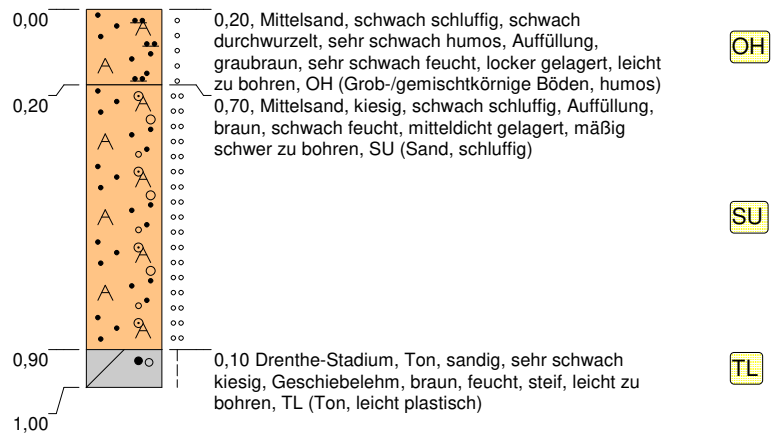 0,00
0,20, Mittelsand, schwach schluffig, schwach
durchwurzelt, sehr schwach humos, Auffüllung,
graubraun, sehr schwach feucht, locker gelagert, leicht
zu bohren, OH (Grob-/gemischtkörnige Böden, humos)
OH
0,20
0,70, Mittelsand, kiesig, schwach schluffig, Auffüllung,
braun, schwach feucht, mitteldicht gelagert, mäßig
schwer zu bohren, SU (Sand, schluffig)
SU
0,90
0,10 Drenthe-Stadium, Ton, sandig, sehr schwach
kiesig, Geschiebelehm, braun, feucht, steif, leicht zu
bohren, TL (Ton, leicht plastisch)
TL
1,00